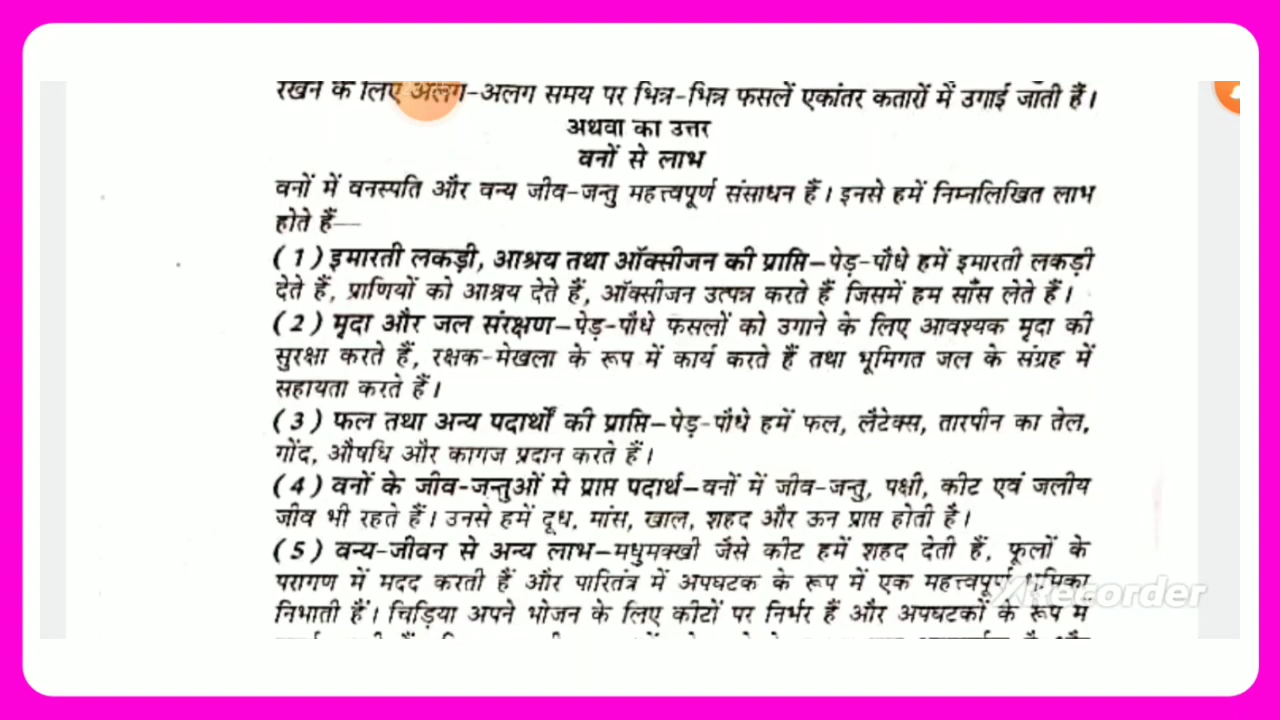 रखने के लिए अलग-अलग समय पर भिन्न-भिन्न फसलें एकांतर कतारों में उगाई जाती हैं।
अथवा का उत्तर
वनों से लाभ
वनों में वनस्पति और वन्य जीव-जन्तु महत्त्वपूर्ण संसाधन हैं। इनसे हमें निम्नलिखित लाभ
होते हैं—
(1) इमारती लकड़ी, आश्रय तथा ऑक्सीजन की प्राप्ति–पेड़-पौधे हमें इमारती लकड़ी
देते हैं, प्राणियों को आश्रय देते हैं, ऑक्सीजन उत्पन्न करते हैं जिसमें हम साँस लेते हैं।
(2) मृदा और जल संरक्षण–पेड़-पौधे फसलों को उगाने के लिए आवश्यक मृदा की
सुरक्षा करते हैं, रक्षक-मेखला के रूप में कार्य करते हैं तथा भूमिगत जल के संग्रह में
सहायता करते हैं।
(3) फल तथा अन्य पदार्थों की प्राप्ति–पेड़-पौधे हमें फल, लैटेक्स, तारपीन का तेल,
गोंद, औषधि और कागज प्रदान करते हैं।
(4) वनों के जीव-जन्तुओं से प्राप्त पदार्थ–वनों में जीव-जन्तु, पक्षी, कीट एवं जलीय
जीव भी रहते हैं। उनसे हमें दूध, मांस, खाल, शहद और ऊन प्राप्त होती है।
(5) वन्य-जीवन से अन्य लाभ–मधुमक्खी जैसे कीट हमें शहद देती हैं, फूलों के
परागण में मदद करती हैं और पारितंत्र में अपघटक के रूप में एक महत्त्वपूर्ण भूमिका
निभाती हैं। चिड़िया अपने भोजन के लिए कीटों पर निर्भर हैं और अपघटकों के रूप में
XRecorder